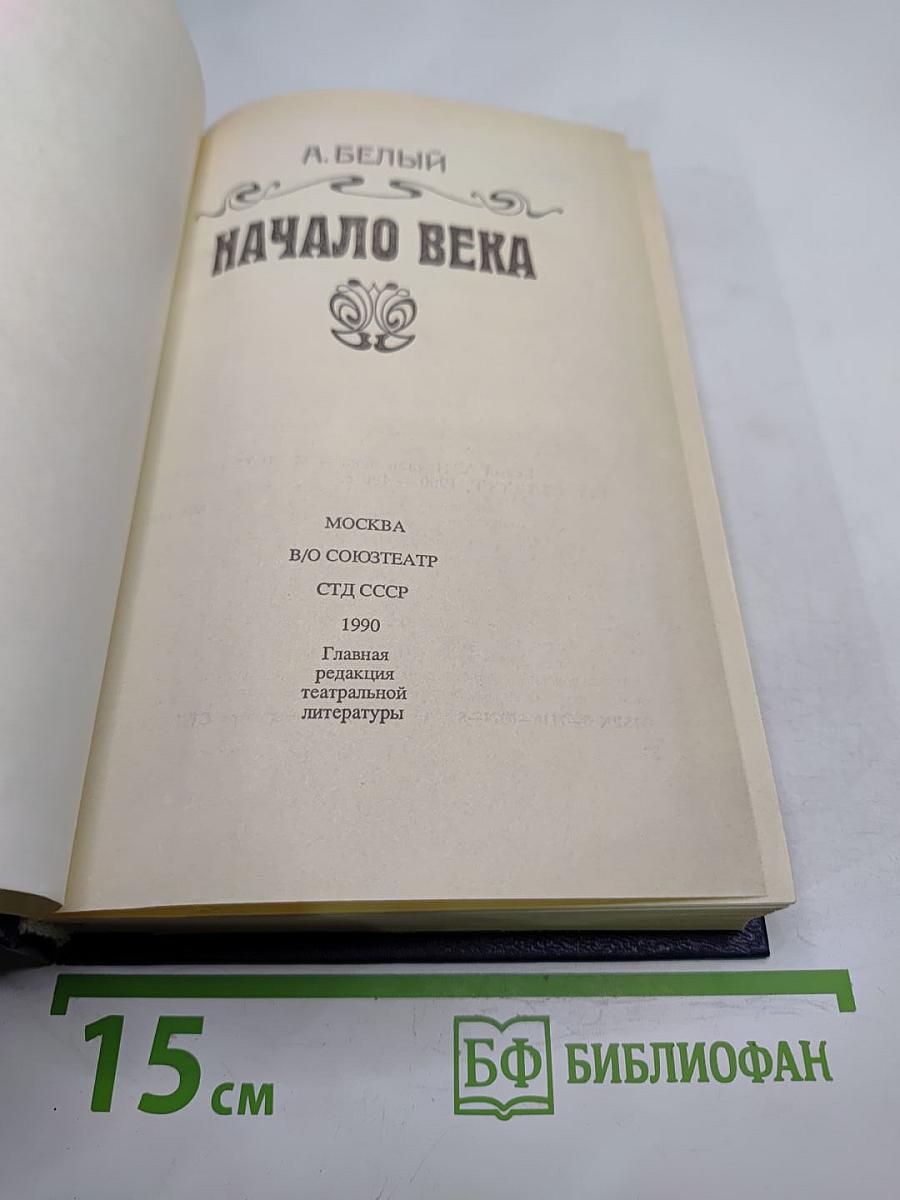 А. БЕЛЫЙ
НАЧАЛО ВЕКА
МОСКВА
В/О СОЮЗТЕАТР
СТД СССР
1990
Главная
редакция
театральной
литературы
15 см
БФ БИБЛИОФАН